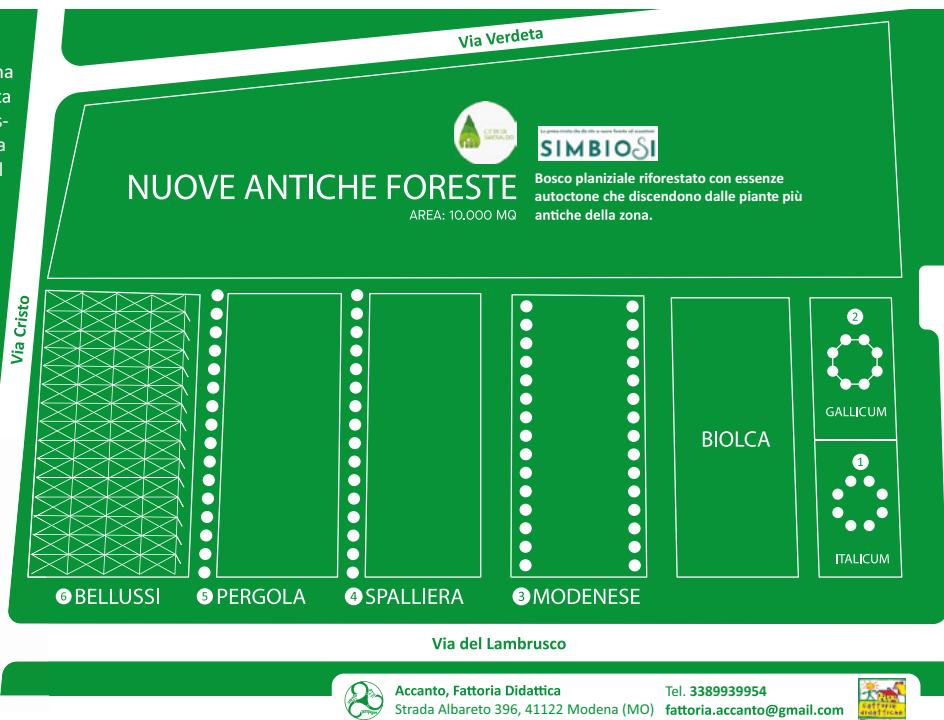 Via Verdeta
Via Cristo
SIMBIOSI
NUOVE ANTICHE FORESTE
AREA: 10.000 MQ
Bosco planiziale riforestato con essenze
autoctone che discendono dalle piante più
antiche della zona.
2
GALLICUM
BIOLCA
1
ITALICUM
6 BELLUSSI
5 PERGOLA
4 SPALLIERA
3 MODENESE
Via del Lambrusco
Accanto, Fattoria Didattica
Strada Albareto 396, 41122 Modena (MO)
Tel. 3389939954
fattoria.accanto@gmail.com
fattorie
didattiche